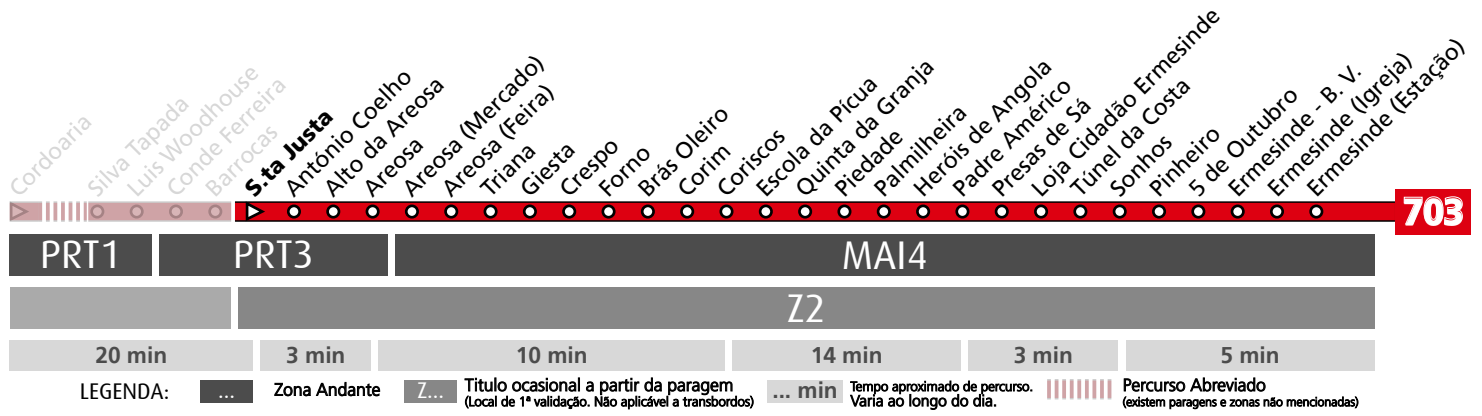 Cordoaria
Silva Tapada
Luís Woodhouse
Conde Ferreira
Barrocas
S.ta Justa
António Coelho
Alto da Areosa
Areosa
Areosa (Mercado)
Areosa (Feira)
Triana
Giesta
Crespo
Forno
Brás Oleiro
Corim
Coriscos
Escola da Pícua
Quinta da Granja
Piedade
Palmilheira
Heróis de Angola
Padre Américo
Presas de Sá
Loja Cidadão Ermesinde
Túnel da Costa
Sonhos
Pinheiro
5 de Outubro
Ermesinde - B. V.
Ermesinde (Igreja)
Ermesinde (Estação)
703
PRT1 PRT3 MAI4
Z2
20 min 3 min 10 min 14 min 3 min 5 min
LEGENDA:
... Zona Andante
Z... Titulo ocasional a partir da paragem
(Local de 1ª validação. Não aplicável a transbordos)
... min Tempo aproximado de percurso.
Varia ao longo do dia.
Percurso Abreviado
(existem paragens e zonas não mencionadas)